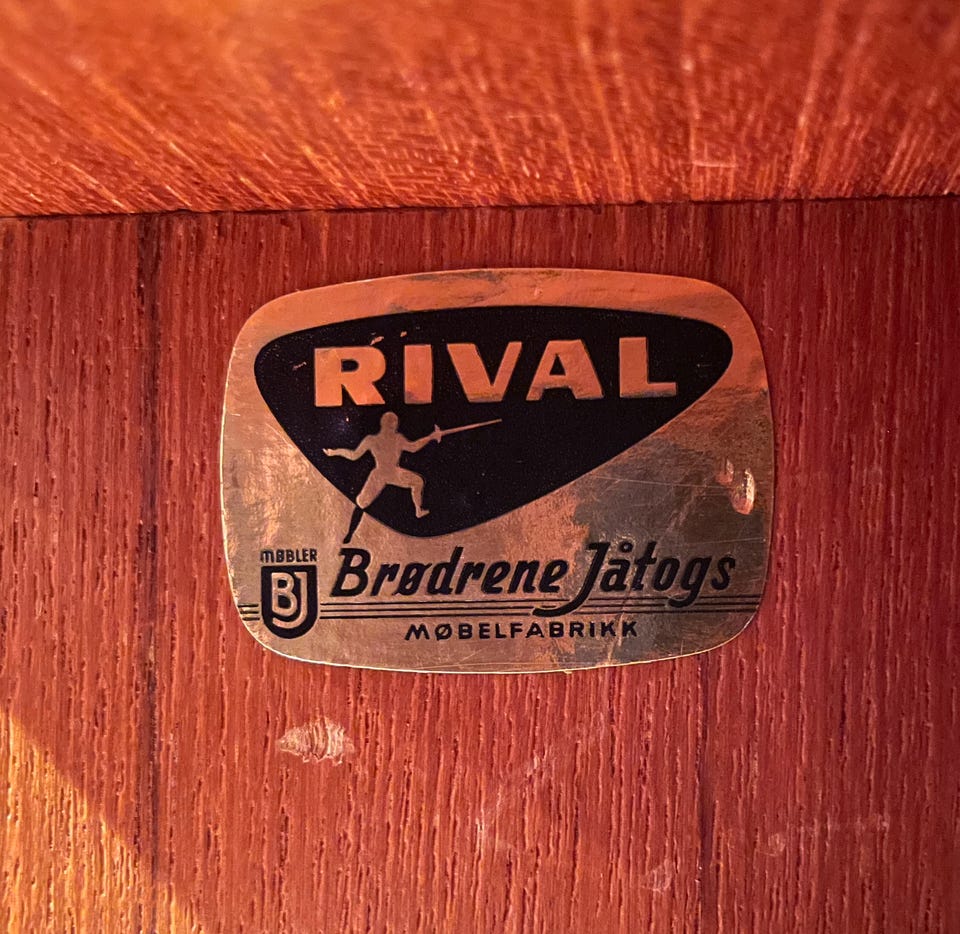 RIVAL
MØBLER
BJ
Brødrene Jåtogs
MØBELFABRIKK